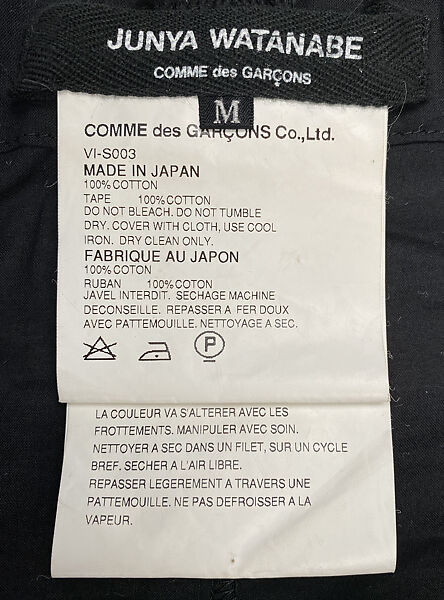 JUNYA WATANABE
COMME des GARÇONS
M
COMME des GARÇONS Co.,Ltd.
VI-S003
MADE IN JAPAN
100% COTTON
TAPE 100% COTTON
DO NOT BLEACH. DO NOT TUMBLE
DRY. COVER WITH CLOTH, USE COOL
IRON. DRY CLEAN ONLY.
FABRIQUE AU JAPON
100% COTON
RUBAN 100% COTON
JAVEL INTERDIT. SECHAGE MACHINE
DECONSEILLE. REPASSER A FER DOUX
AVEC PATTEMOUILLE. NETTOYAGE A SEC.
P
LA COULEUR VA S'ALTERER AVEC LES
FROTTEMENTS. MANIPULER AVEC SOIN.
NETTOYER A SEC DANS UN FILET, SUR UN CYCLE
BREF. SECHER A L'AIR LIBRE.
REPASSER LEGEREMENT A TRAVERS UNE
PATTEMOUILLE. NE PAS DEFROISSER A LA
VAPEUR.